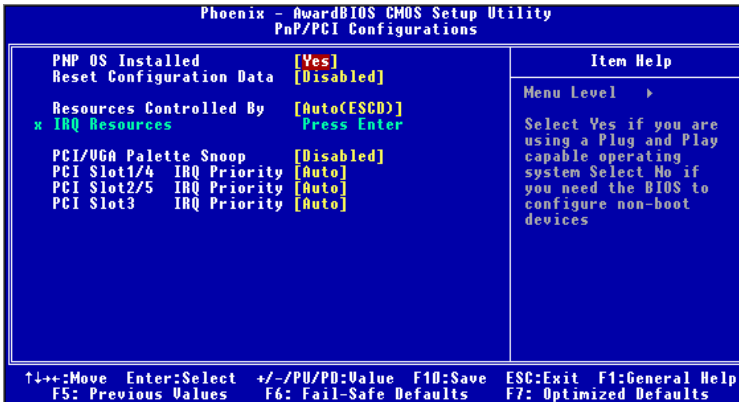 Phoenix - AwardBIOS CMOS Setup Utility
PnP/PCI Configurations
PNP OS Installed [Yes]
Reset Configuration Data [Disabled]
Resources Controlled By [Auto(ESCD)]
x IRQ Resources Press Enter
PCI/VGA Palette Snoop [Disabled]
PCI Slot1/4 IRQ Priority [Auto]
PCI Slot2/5 IRQ Priority [Auto]
PCI Slot3 IRQ Priority [Auto]
Item Help
Menu Level ▸
Select Yes if you are
using a Plug and Play
capable operating
system Select No if
you need the BIOS to
configure non-boot
devices
↑↓→←:Move Enter:Select +/-/PU/PD:Value F10:Save ESC:Exit F1:General Help
F5: Previous Values F6: Fail-Safe Defaults F7: Optimized Defaults